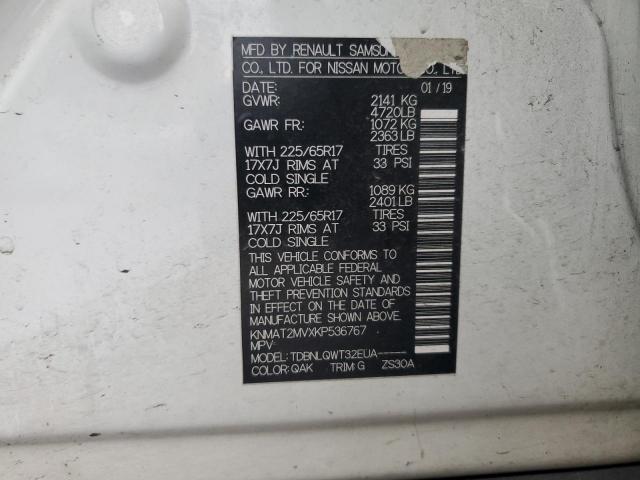 MFD BY RENAULT SAMSU
CO., LTD. FOR NISSAN MOTOR CO., LTD.
DATE: 01/19
GVWR: 2141 KG
4720LB
GAWR FR: 1072 KG
2363 LB
WITH 225/65R17 TIRES
17X7J RIMS AT 33 PSI
COLD SINGLE
GAWR RR: 1089 KG
2401 LB
WITH 225/65R17 TIRES
17X7J RIMS AT 33 PSI
COLD SINGLE
THIS VEHICLE CONFORMS TO
ALL APPLICABLE FEDERAL
MOTOR VEHICLE SAFETY AND
THEFT PREVENTION STANDARDS
IN EFFECT ON THE DATE OF
MANUFACTURE SHOWN ABOVE.
KNMAT2MVXKP536767
MPV
MODEL: TDBNLQWT32EUA------
COLOR: QAK TRIM: G ZS30A